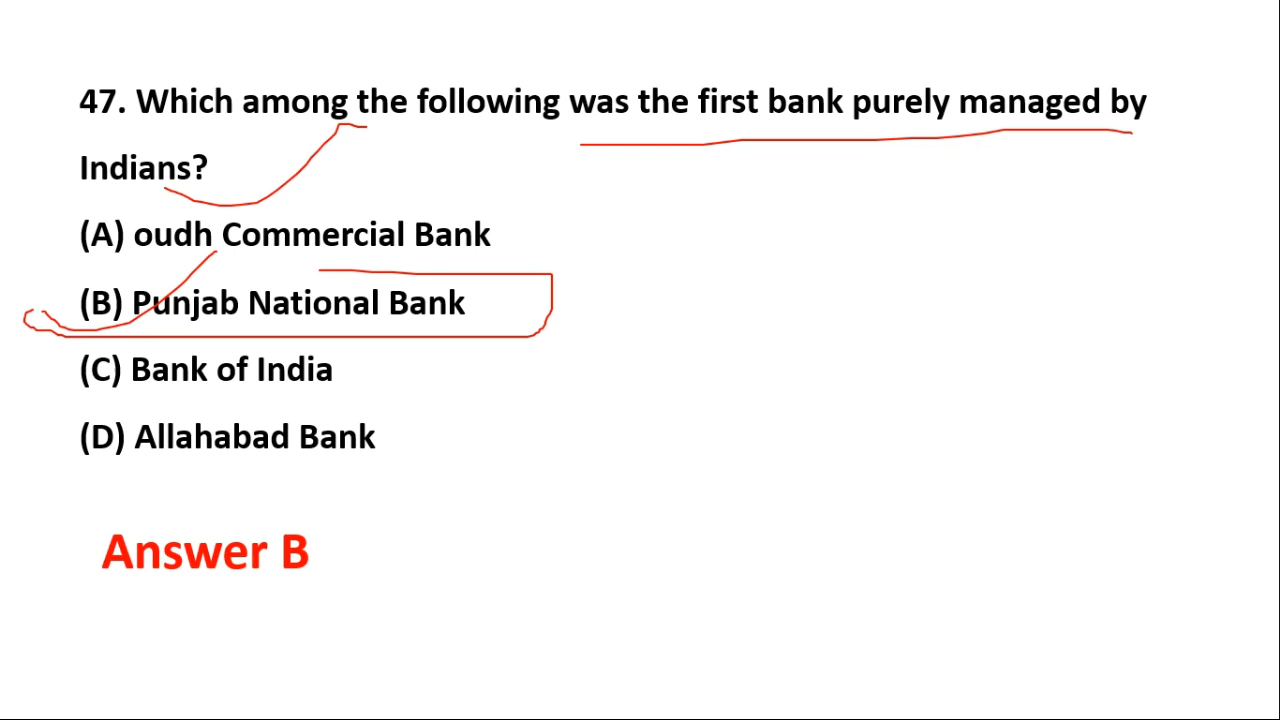 47. Which among the following was the first bank purely managed by
Indians?
(A) oudh Commercial Bank
(B) Punjab National Bank
(C) Bank of India
(D) Allahabad Bank
Answer B